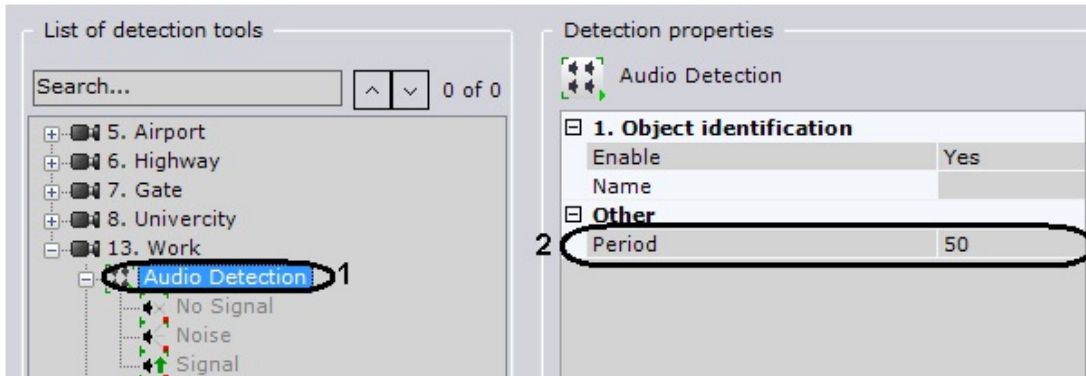 List of detection tools
Search...
0 of 0
5. Airport
6. Highway
7. Gate
8. Univercity
13. Work
Audio Detection 1
No Signal
Noise
Signal
Detection properties
Audio Detection
1. Object identification
Enable Yes
Name
Other
2 Period 50